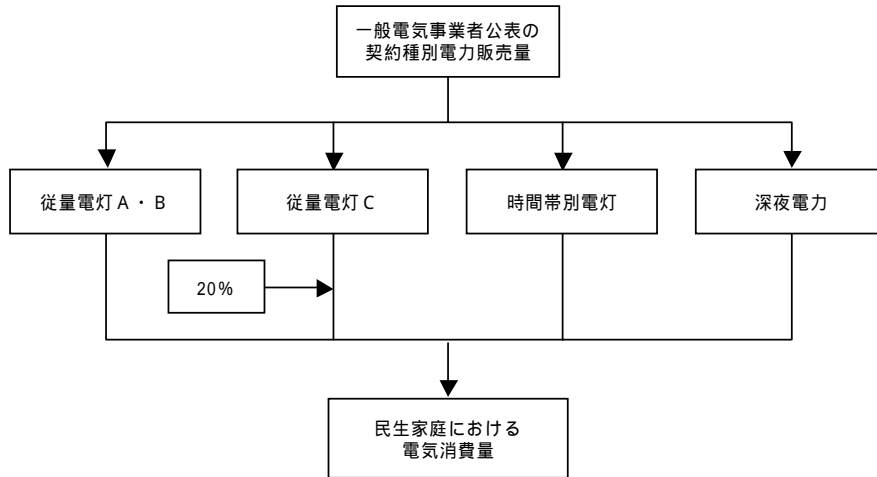 一般電気事業者公表の
契約種別電力販売量
従量電灯A・B
従量電灯C
時間帯別電灯
深夜電力
20%
民生家庭における
電気消費量